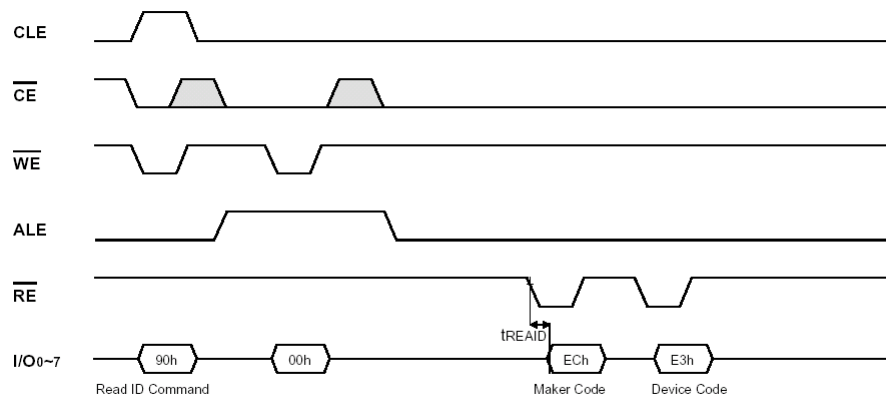 CLE
CE
WE
ALE
RE
tREAID
I/O0~7
90h
00h
ECh
E3h
Read ID Command
Maker Code
Device Code